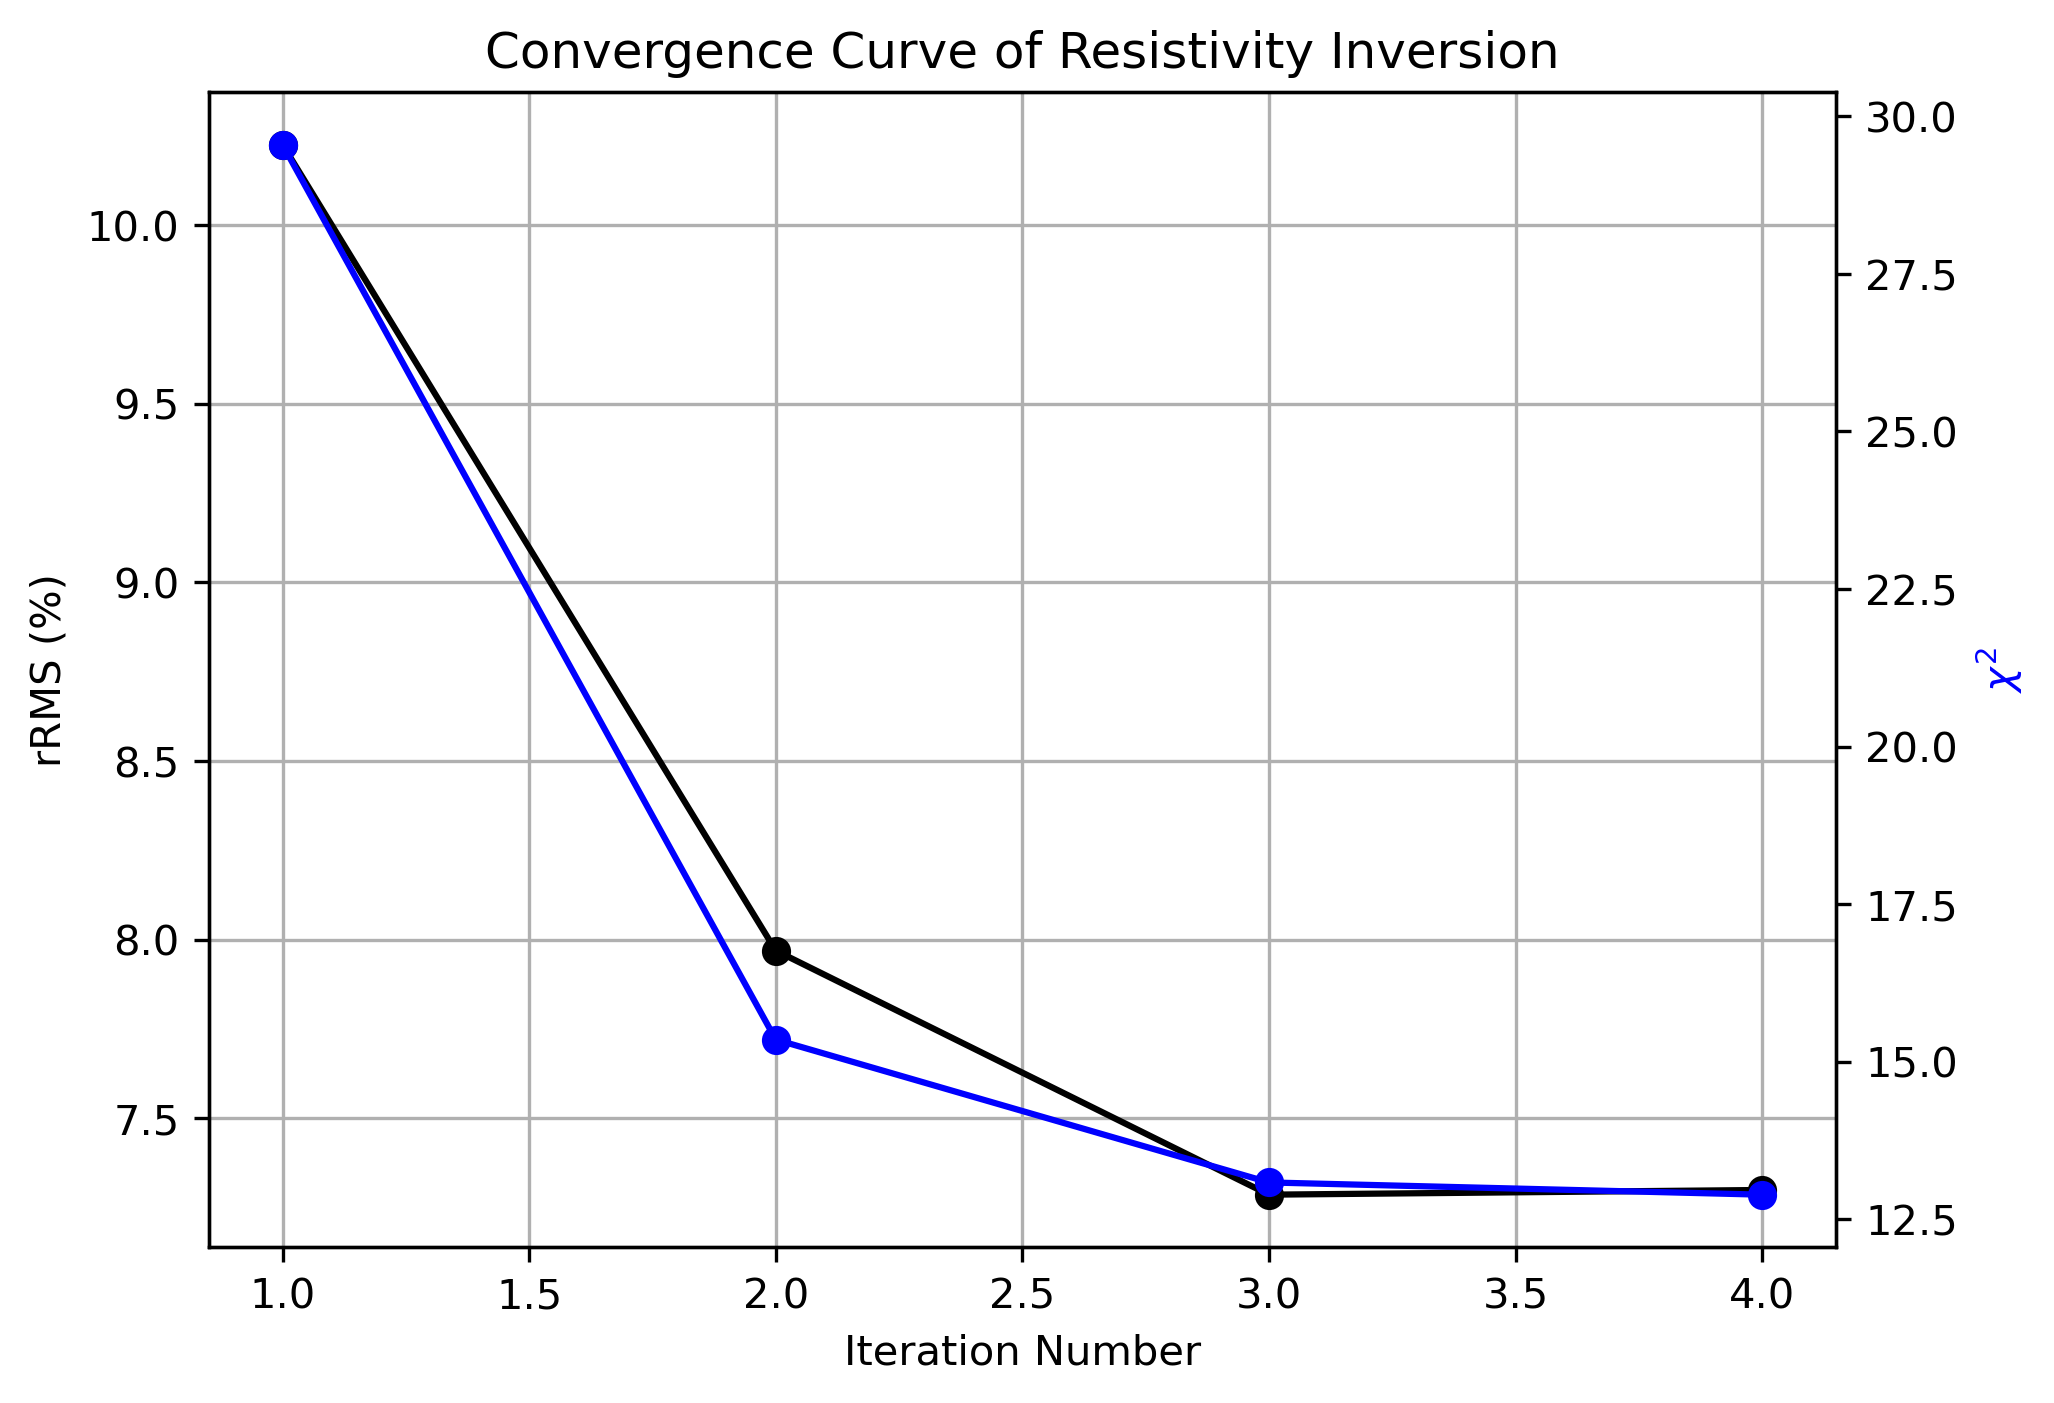 Convergence Curve of Resistivity Inversion
rRMS (%)
10.0
9.5
9.0
8.5
8.0
7.5
30.0
27.5
25.0
22.5
20.0
17.5
15.0
12.5
χ²
1.0 1.5 2.0 2.5 3.0 3.5 4.0
Iteration Number